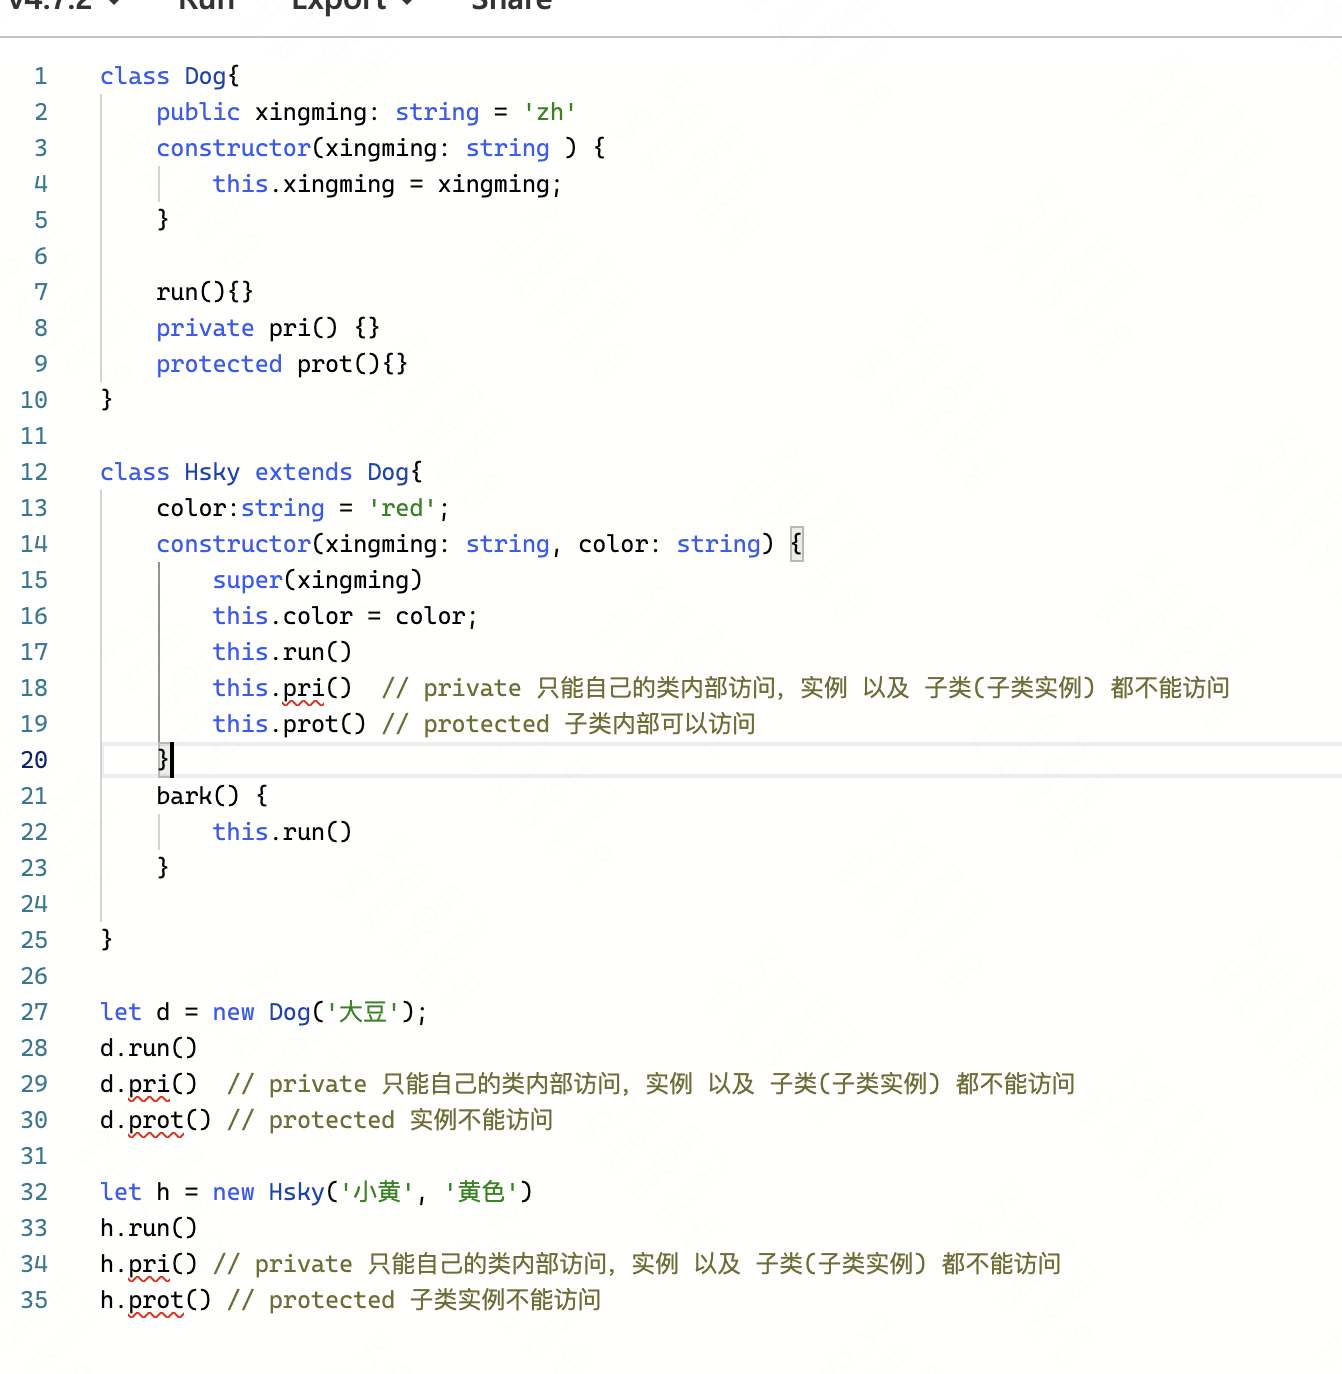 v4.7.2 Run Export Share
1 class Dog{
2 public xingming: string = 'zh'
3 constructor(xingming: string ) {
4 this.xingming = xingming;
5 }
6
7 run(){}
8 private pri() {}
9 protected prot(){}
10 }
11
12 class Hsky extends Dog{
13 color:string = 'red';
14 constructor(xingming: string, color: string) {
15 super(xingming)
16 this.color = color;
17 this.run()
18 this.pri() // private 只能自己的类内部访问，实例 以及 子类(子类实例) 都不能访问
19 this.prot() // protected 子类内部可以访问
20 }
21 bark() {
22 this.run()
23 }
24
25 }
26
27 let d = new Dog('大豆');
28 d.run()
29 d.pri() // private 只能自己的类内部访问，实例 以及 子类(子类实例) 都不能访问
30 d.prot() // protected 实例不能访问
31
32 let h = new Hsky('小黄', '黄色')
33 h.run()
34 h.pri() // private 只能自己的类内部访问，实例 以及 子类(子类实例) 都不能访问
35 h.prot() // protected 子类实例不能访问